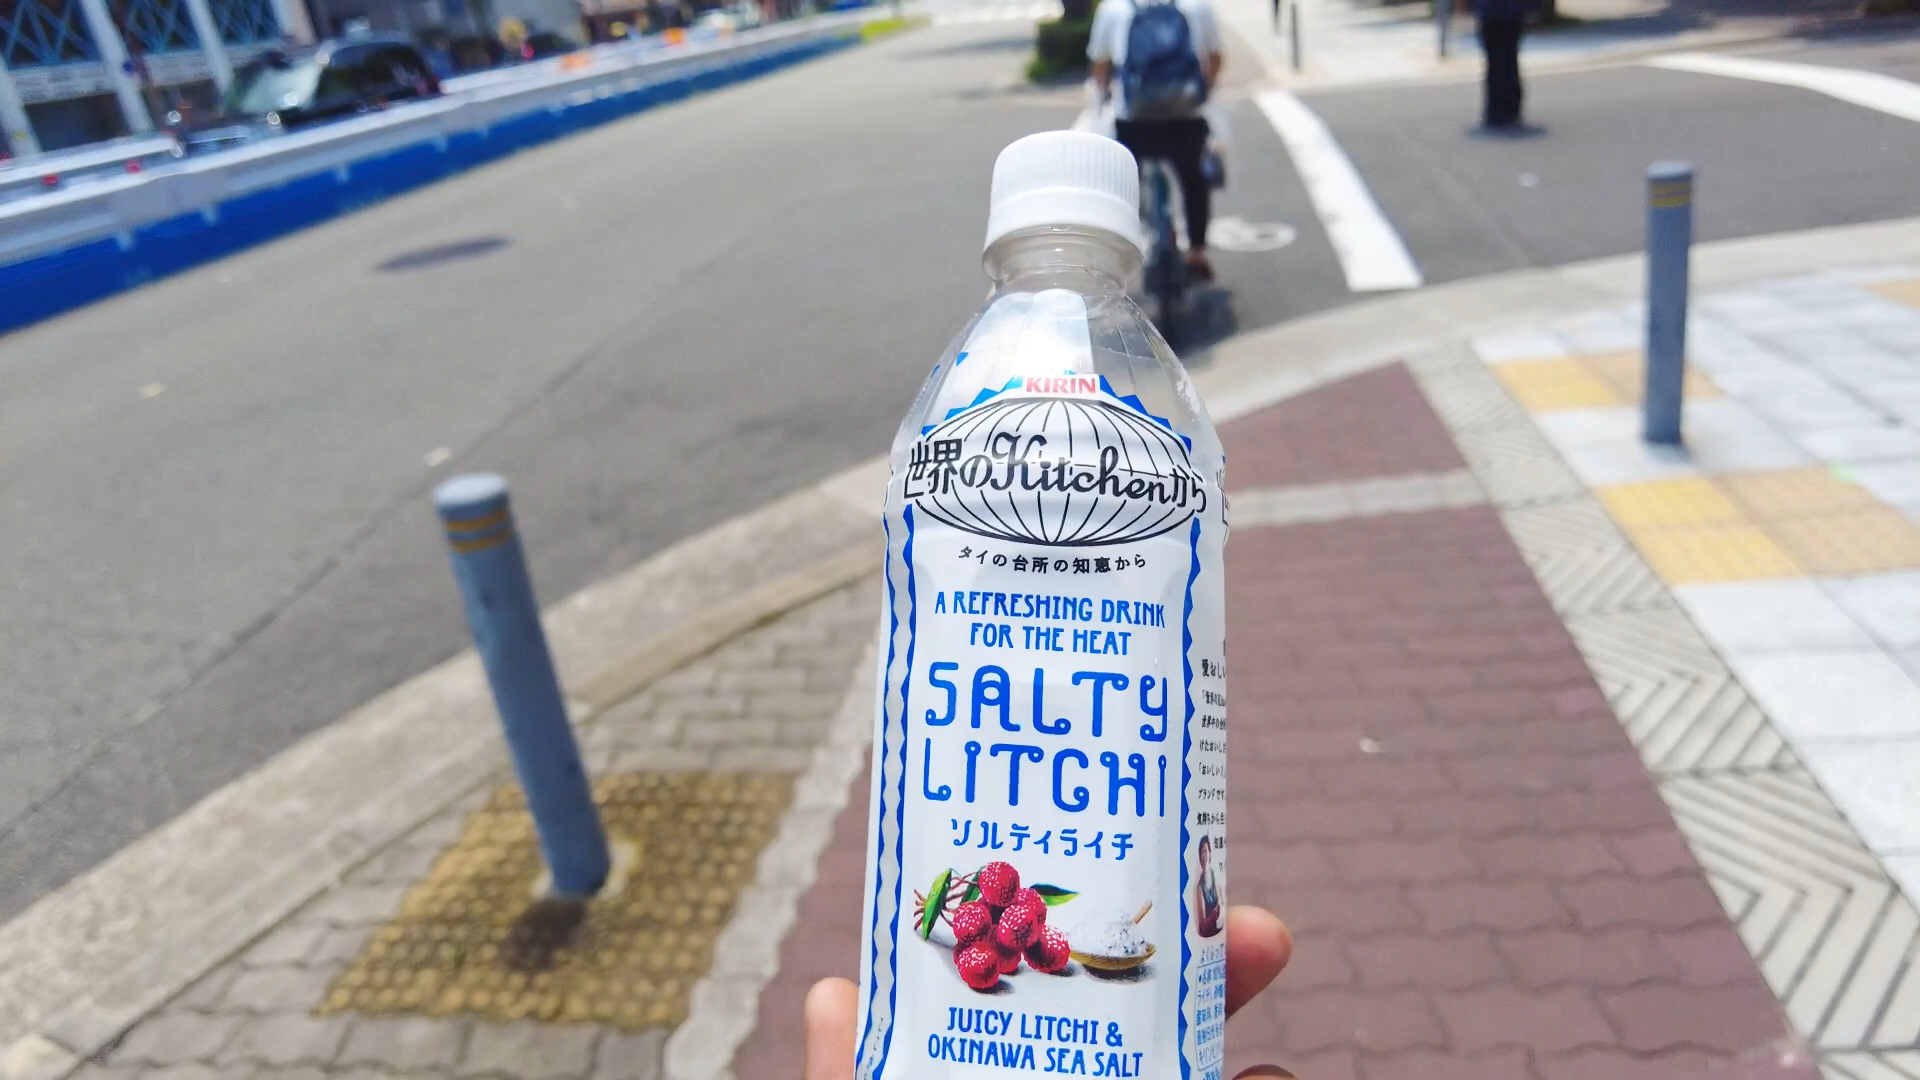 KIRIN
世界のKitchenから
タイの台所の知恵から
A REFRESHING DRINK
FOR THE HEAT
SALTY
LITCHI
ソルティライチ
JUICY LITCHI &
OKINAWA SEA SALT